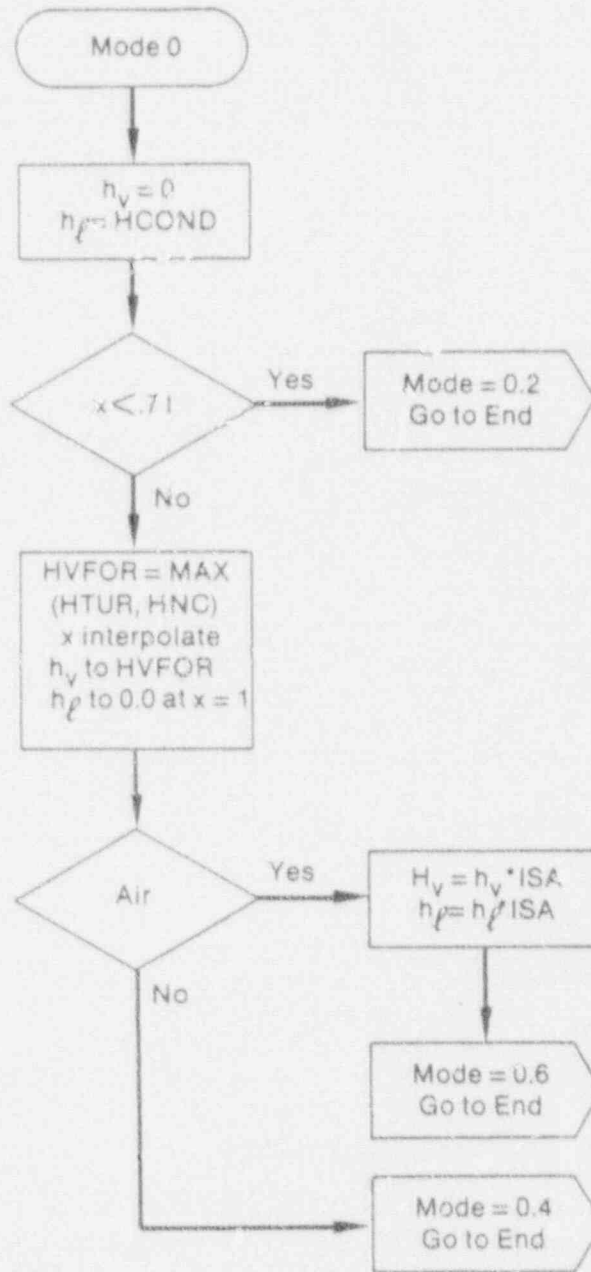 Mode 0
h_v = 0
h_ℓ = HCOND
x < .71
Yes
Mode = 0.2
Go to End
No
HVFOR = MAX
(HTUR, HNC)
x interpolate
h_v to HVFOR
h_ℓ to 0.0 at x = 1
Air
Yes
H_v = h_v * ISA
h_ℓ = h_ℓ * ISA
No
Mode = 0.6
Go to End
Mode = 0.4
Go to End